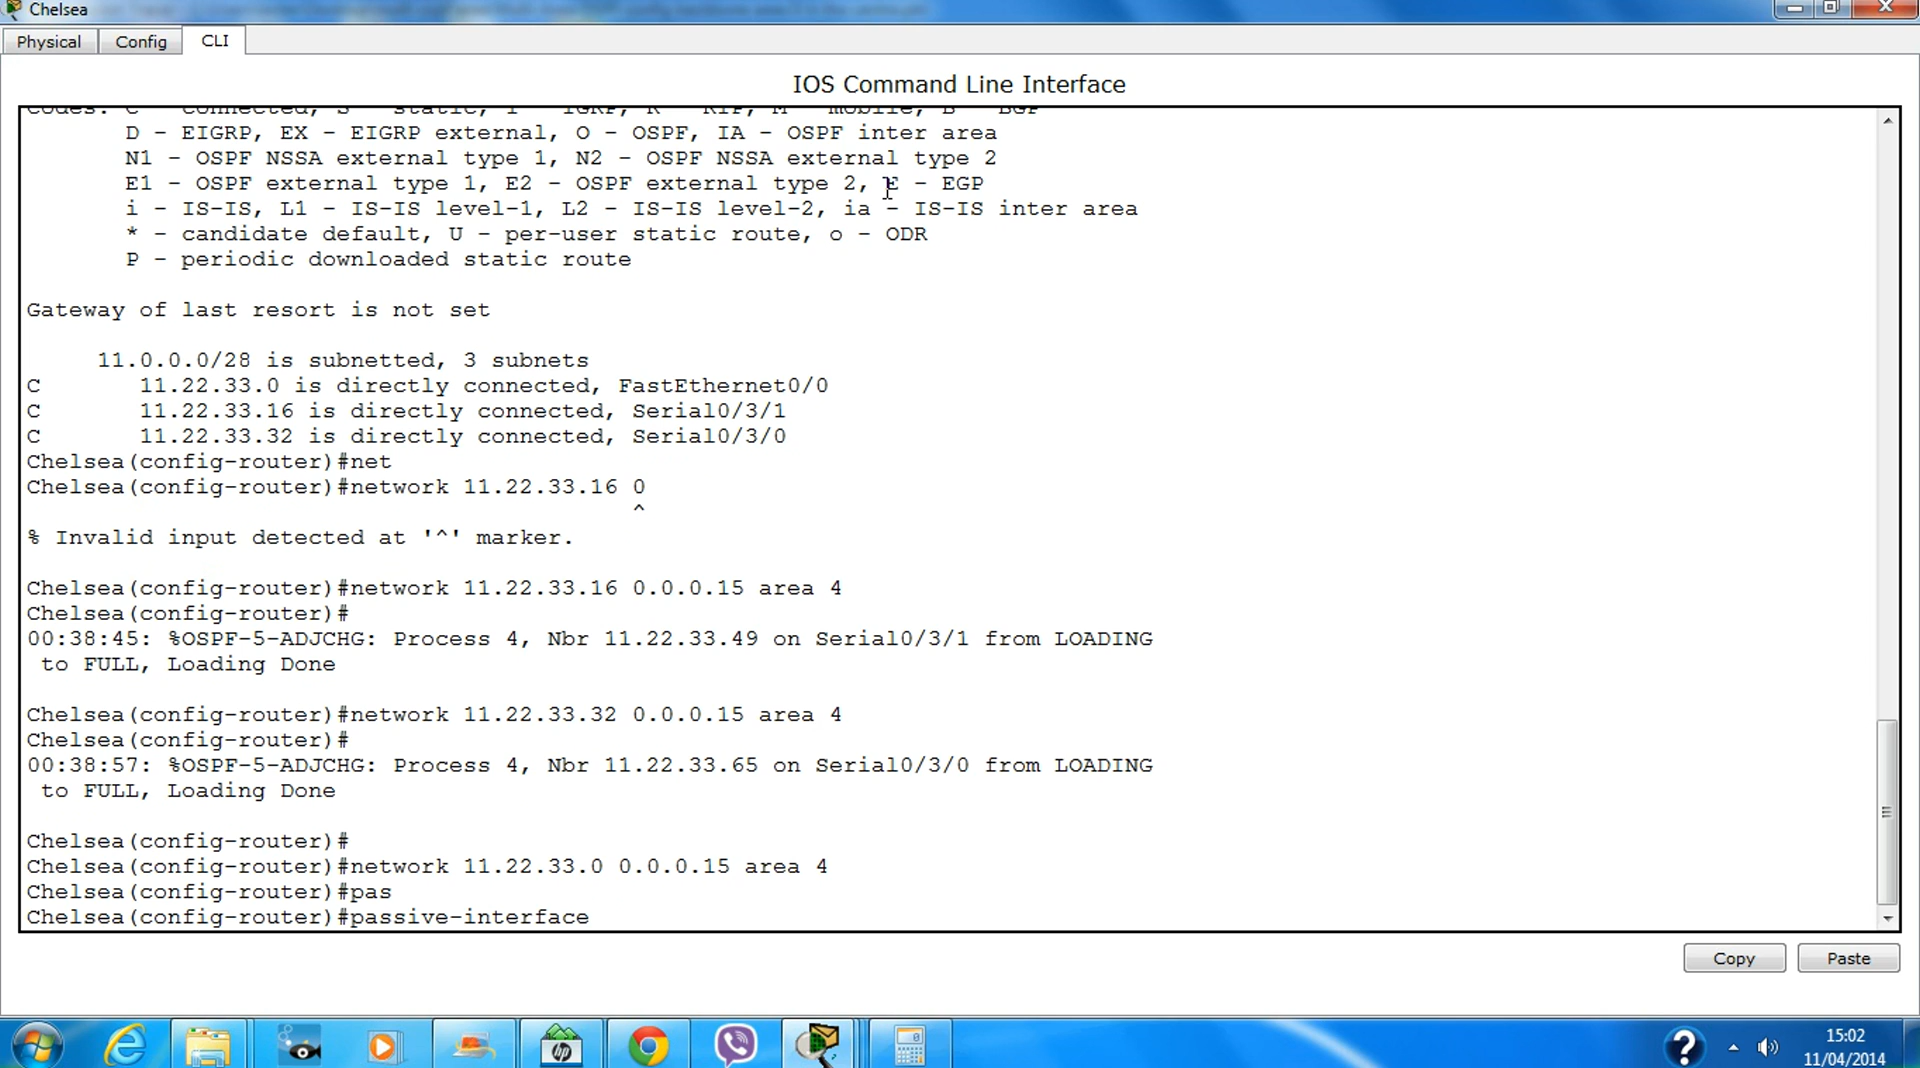 Chelsea
Physical
Config
CLI
IOS Command Line Interface
Codes: C - connected, S - static, I - IGRP, R - RIP, M - mobile, B - BGP
D - EIGRP, EX - EIGRP external, O - OSPF, IA - OSPF inter area
N1 - OSPF NSSA external type 1, N2 - OSPF NSSA external type 2
E1 - OSPF external type 1, E2 - OSPF external type 2, E - EGP
i - IS-IS, L1 - IS-IS level-1, L2 - IS-IS level-2, ia - IS-IS inter area
* - candidate default, U - per-user static route, o - ODR
P - periodic downloaded static route
Gateway of last resort is not set
11.0.0.0/28 is subnetted, 3 subnets
C 11.22.33.0 is directly connected, FastEthernet0/0
C 11.22.33.16 is directly connected, Serial0/3/1
C 11.22.33.32 is directly connected, Serial0/3/0
Chelsea(config-router)#net
Chelsea(config-router)#network 11.22.33.16 0
^
% Invalid input detected at '^' marker.
Chelsea(config-router)#network 11.22.33.16 0.0.0.15 area 4
Chelsea(config-router)#
00:38:45: %OSPF-5-ADJCHG: Process 4, Nbr 11.22.33.49 on Serial0/3/1 from LOADING
to FULL, Loading Done
Chelsea(config-router)#network 11.22.33.32 0.0.0.15 area 4
Chelsea(config-router)#
00:38:57: %OSPF-5-ADJCHG: Process 4, Nbr 11.22.33.65 on Serial0/3/0 from LOADING
to FULL, Loading Done
Chelsea(config-router)#
Chelsea(config-router)#network 11.22.33.0 0.0.0.15 area 4
Chelsea(config-router)#pas
Chelsea(config-router)#passive-interface
Copy
Paste
hp
?
15:02
11/04/2014